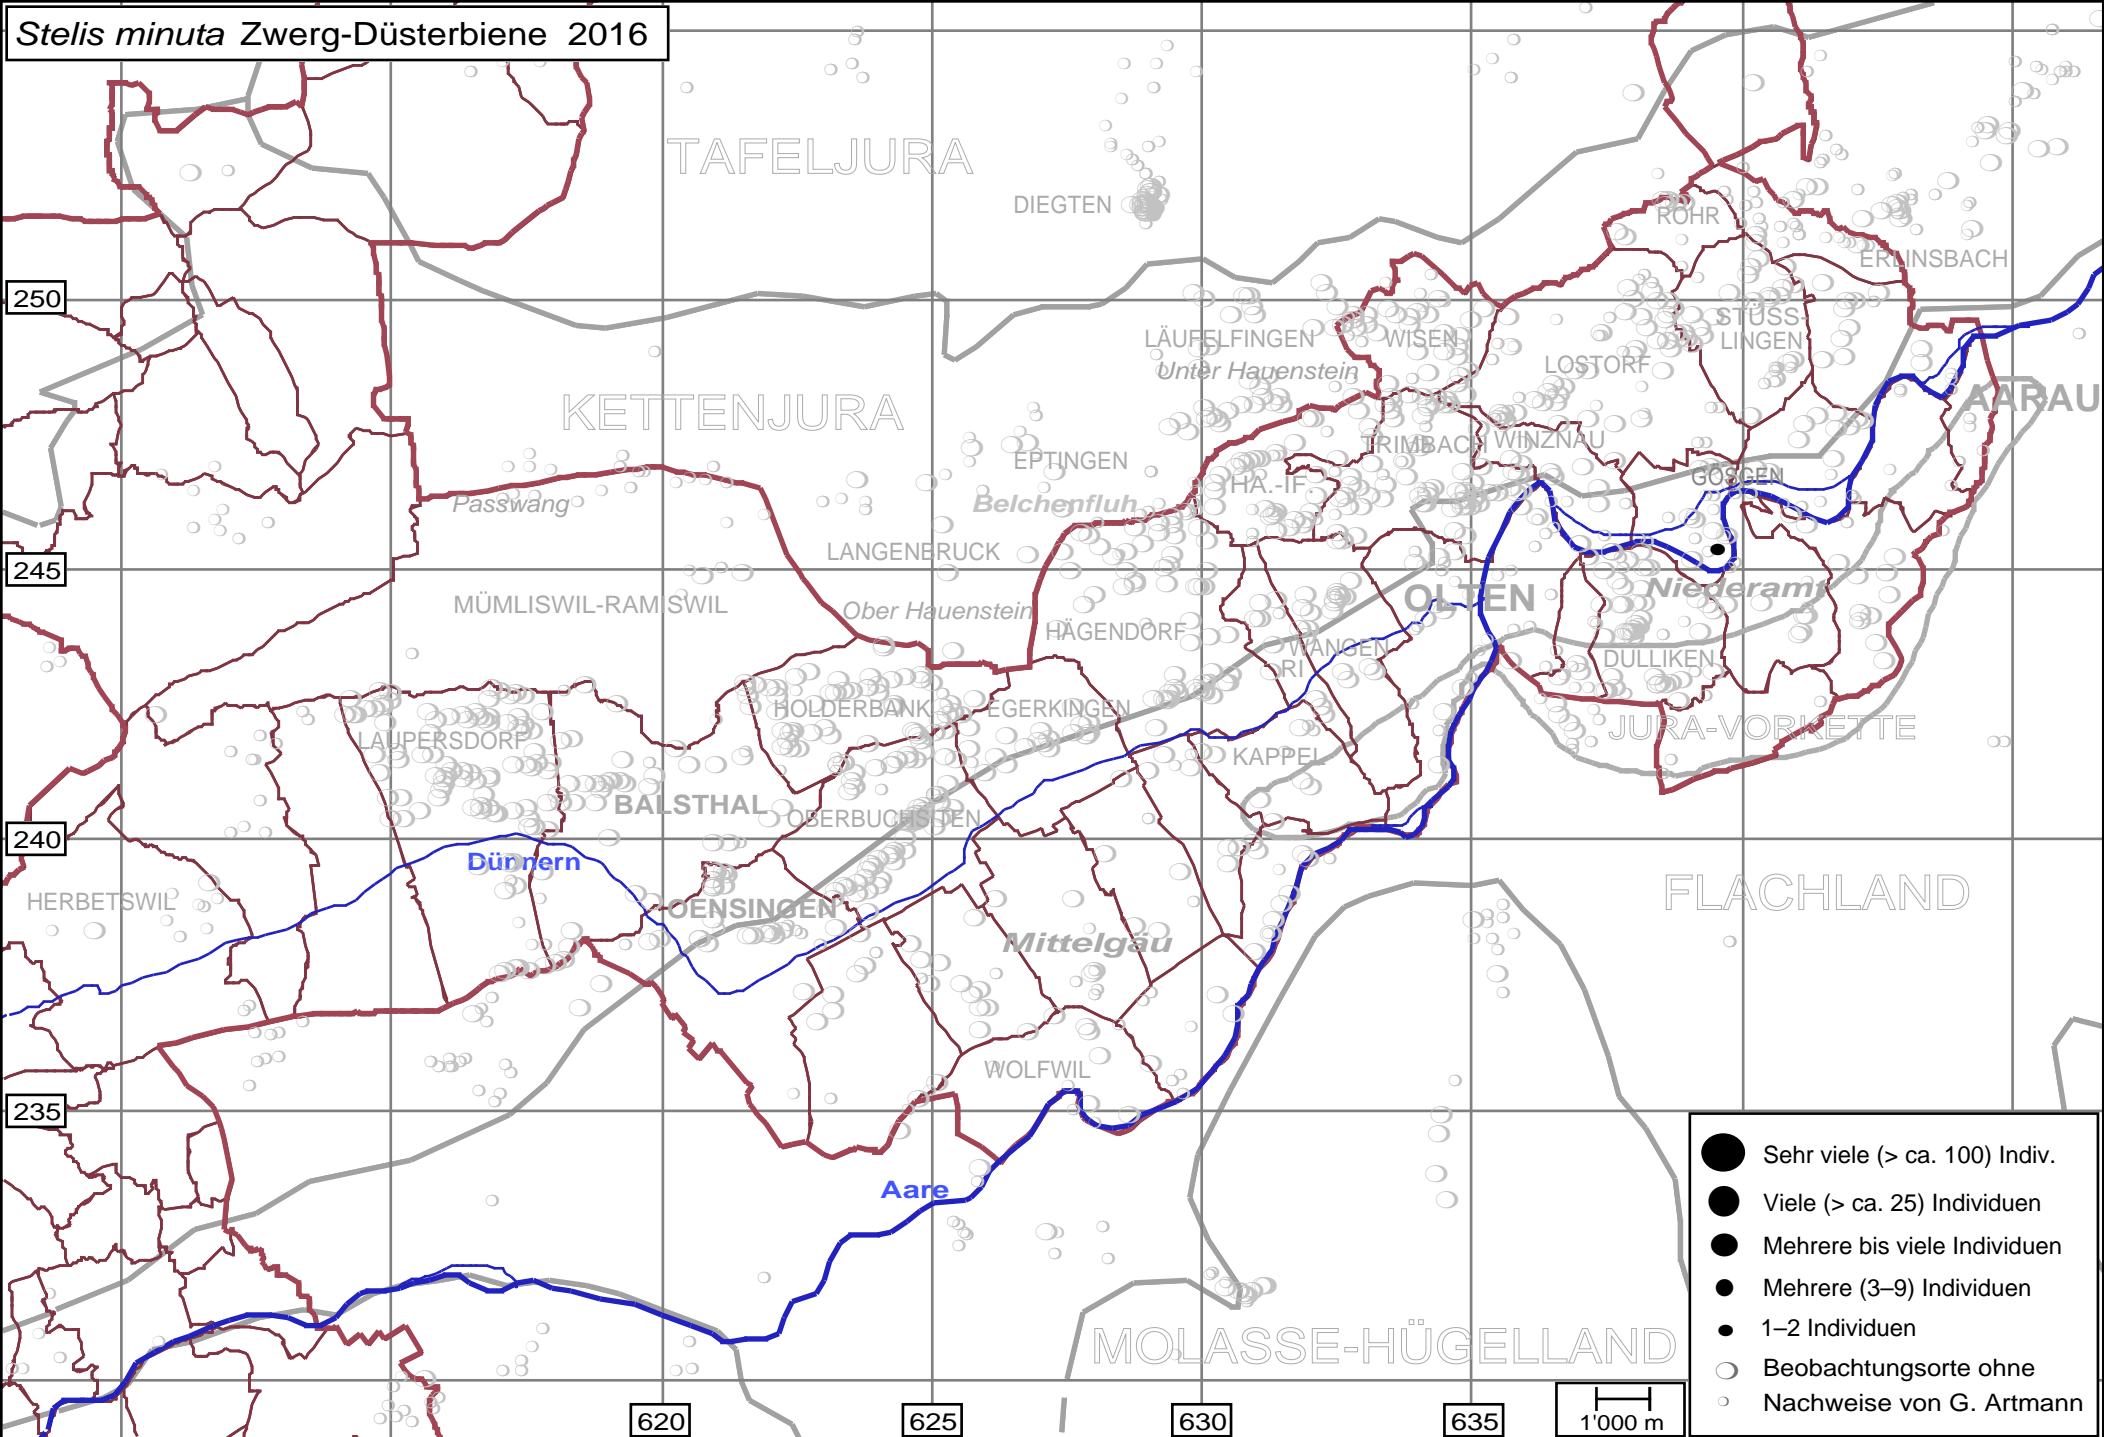 Stelis minuta Zwerg-Düsterbiene 2016
TAFELJURA
DIEGTEN
ROHR
ERLINSBACH
250
STÜSS-
LINGEN
LÄUFELFINGEN
WISEN
Unter Hauenstein
LOSTORF
AARAU
KETTENJURA
TRIMBACH
WINZNAU
EPTINGEN
GÖSGEN
HA.-IF.
Passwang
Belchenfluh
LANGENBRUCK
245
MÜMLISWIL-RAMISWIL
Ober Hauenstein
OLTEN
Niederamt
HÄGENDORF
WANGEN
RI
DULLIKEN
HOLDERBANK
EGERKINGEN
JURA-VORKETTE
LAUPERSDORF
KAPPEL
BALSTHAL
OBERBUCHSITEN
240
Dünnern
HERBETSWIL
OENSINGEN
FLACHLAND
Mittelgäu
WOLFWIL
235
Aare
MOLASSE-HÜGELLAND
Sehr viele (> ca. 100) Indiv.
Viele (> ca. 25) Individuen
Mehrere bis viele Individuen
Mehrere (3–9) Individuen
1–2 Individuen
Beobachtungsorte ohne
Nachweise von G. Artmann
620
625
630
635
1'000 m